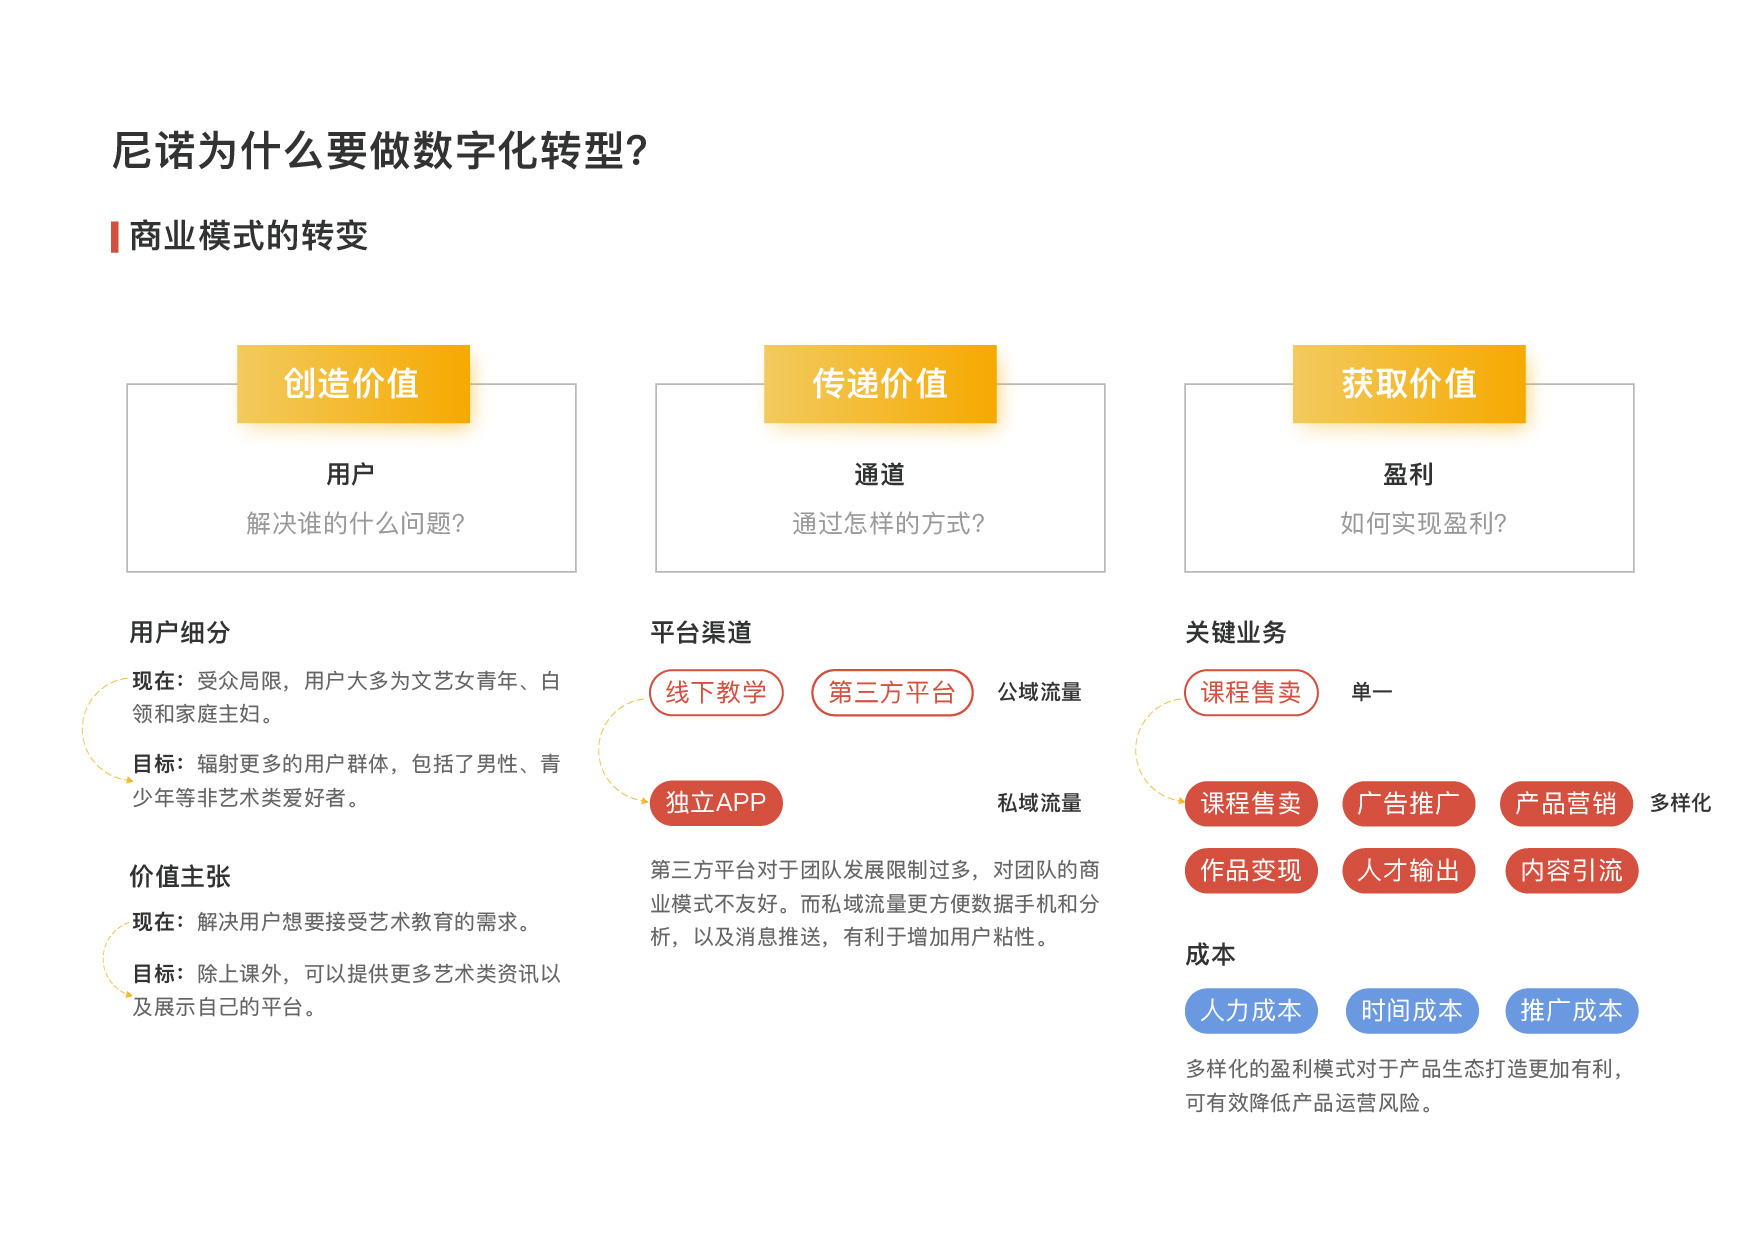 尼诺为什么要做数字化转型?
商业模式的转变
创造价值
用户
解决谁的什么问题?
传递价值
通道
通过怎样的方式?
获取价值
盈利
如何实现盈利?
用户细分
现在：受众局限，用户大多为文艺女青年、白
领和家庭主妇。
目标：辐射更多的用户群体，包括了男性、青
少年等非艺术类爱好者。
价值主张
现在：解决用户想要接受艺术教育的需求。
目标：除上课外，可以提供更多艺术类资讯以
及展示自己的平台。
平台渠道
线下教学 第三方平台 公域流量
独立APP 私域流量
第三方平台对于团队发展限制过多，对团队的商
业模式不友好。而私域流量更方便数据手机和分
析，以及消息推送，有利于增加用户粘性。
关键业务
课程售卖 单一
课程售卖 广告推广 产品营销 多样化
作品变现 人才输出 内容引流
成本
人力成本 时间成本 推广成本
多样化的盈利模式对于产品生态打造更加有利，
可有效降低产品运营风险。